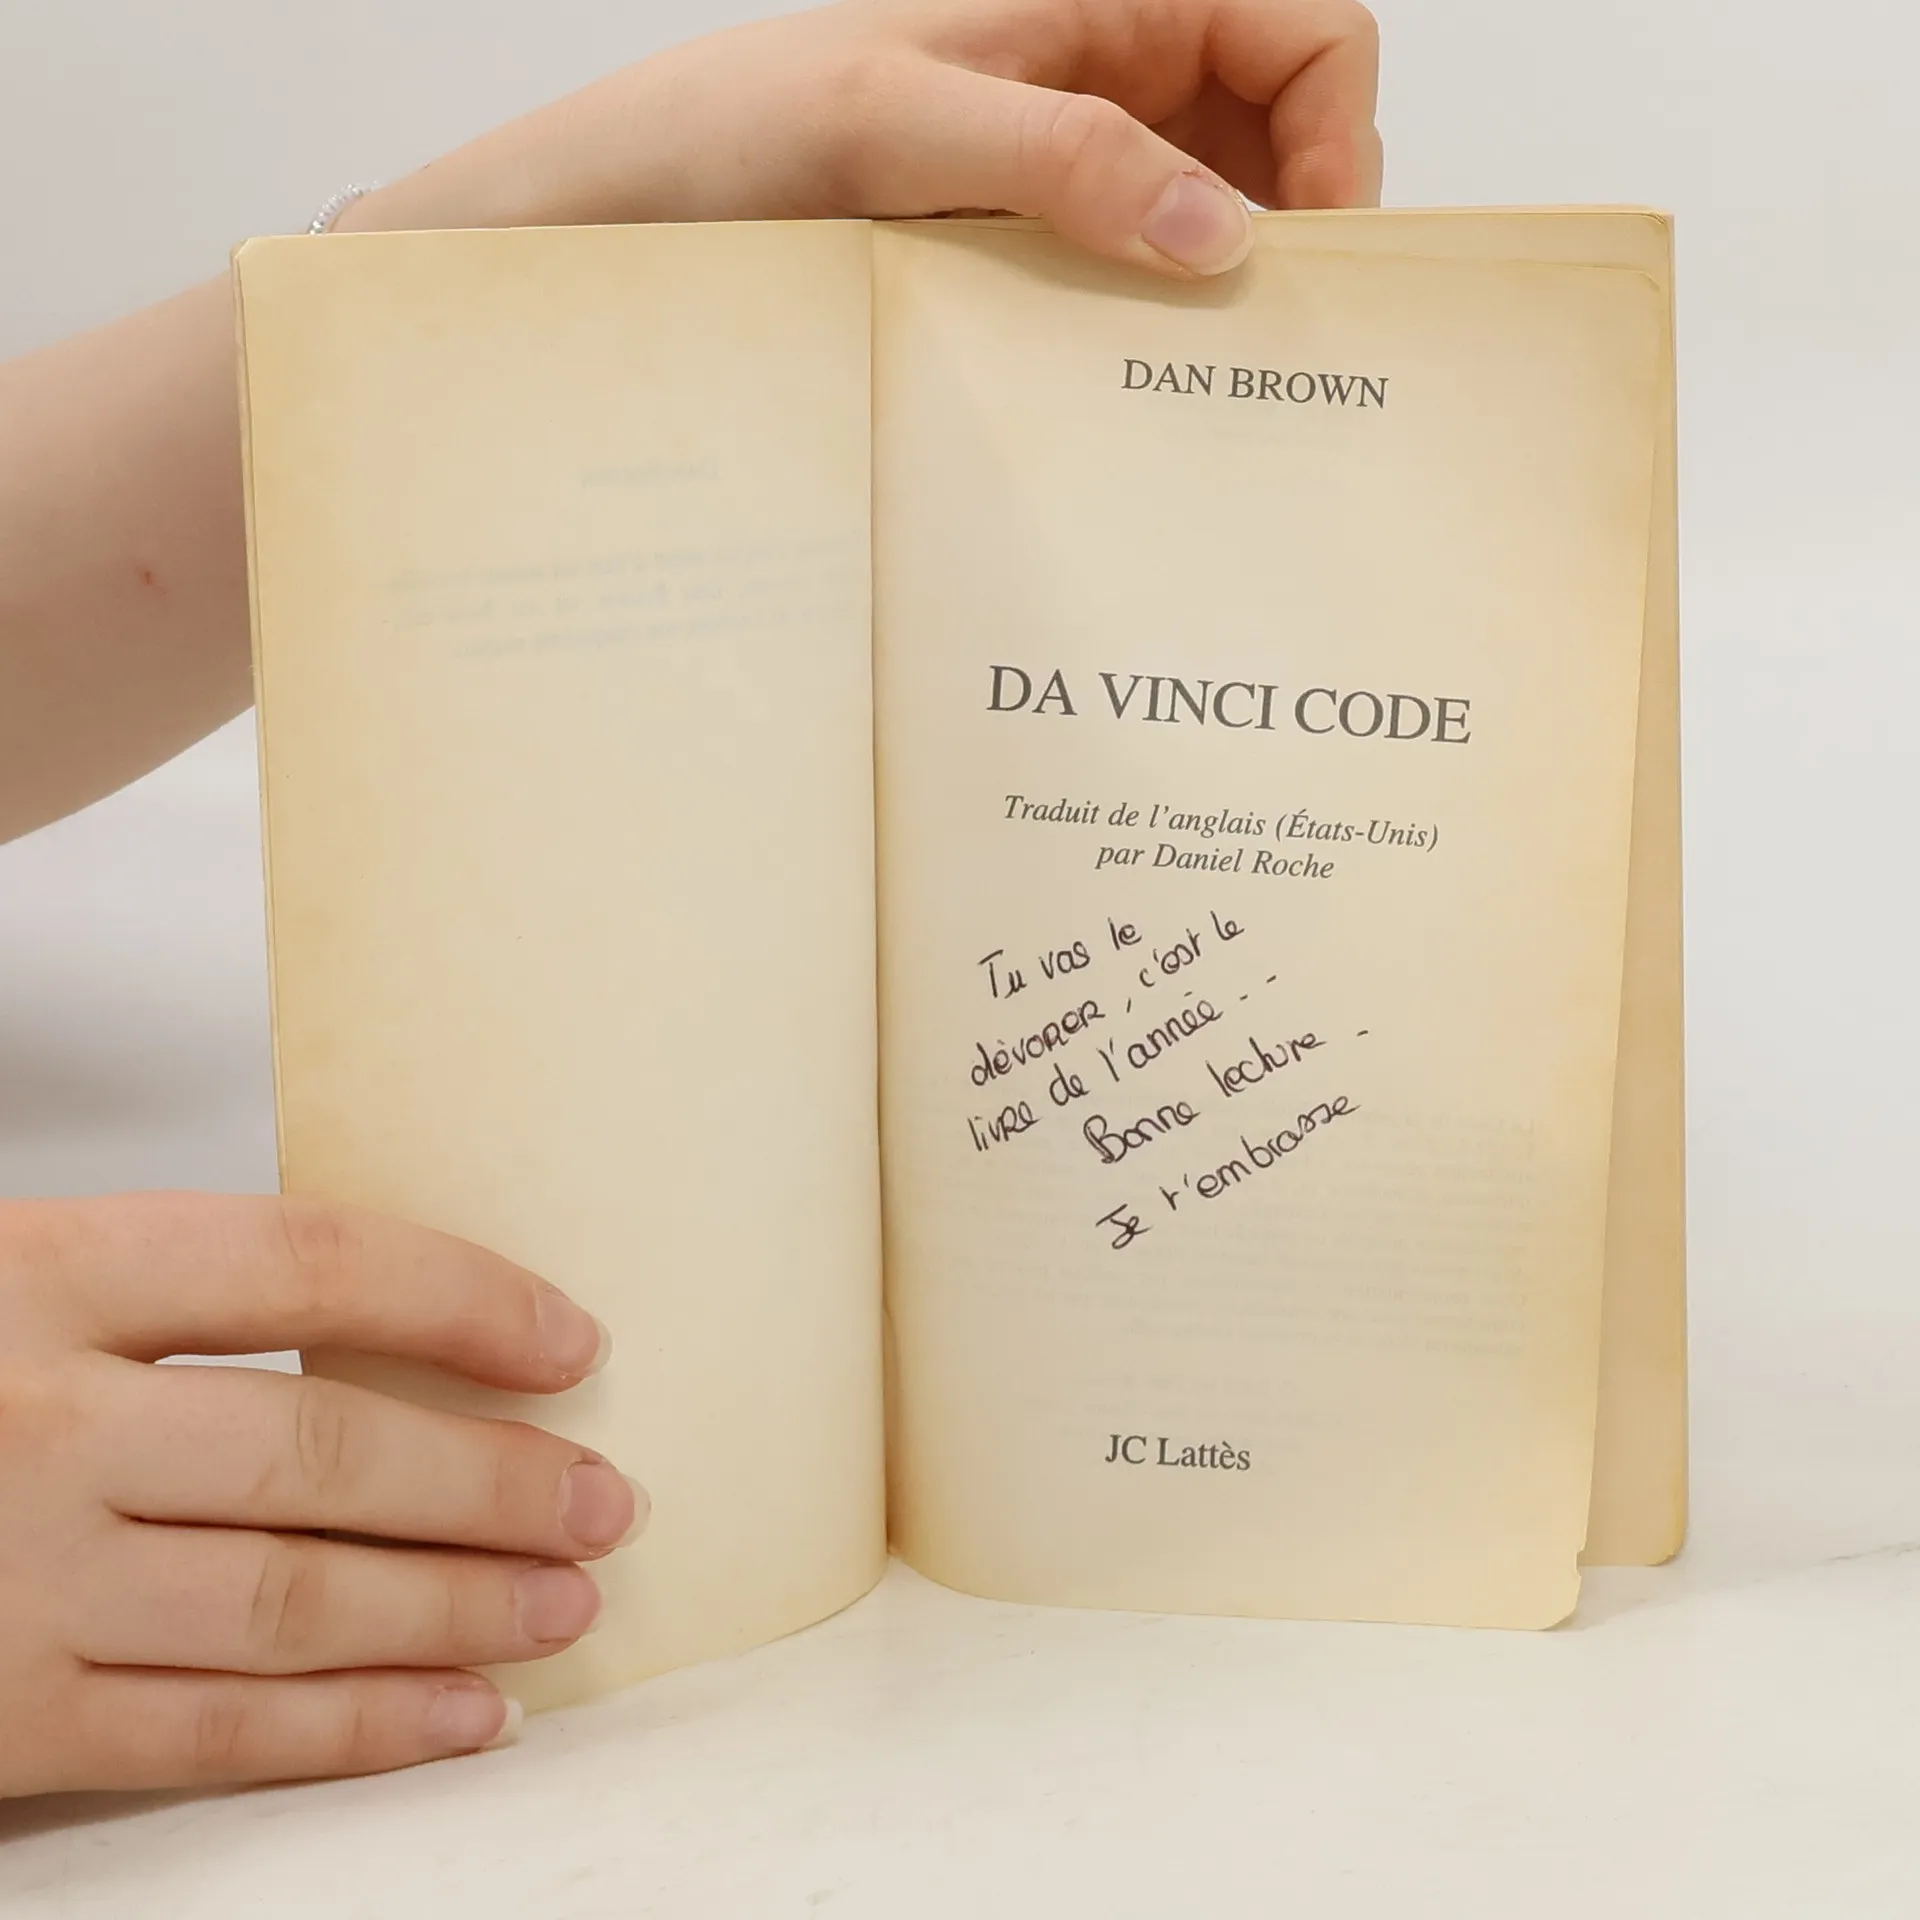 DAN BROWN
DA VINCI CODE
Traduit de l'anglais (États-Unis)
par Daniel Roche
Tu vas le
dévorer, c'est le
livre de l'année - -
Bonne lecture -
Je t'embrasse
JC Lattès